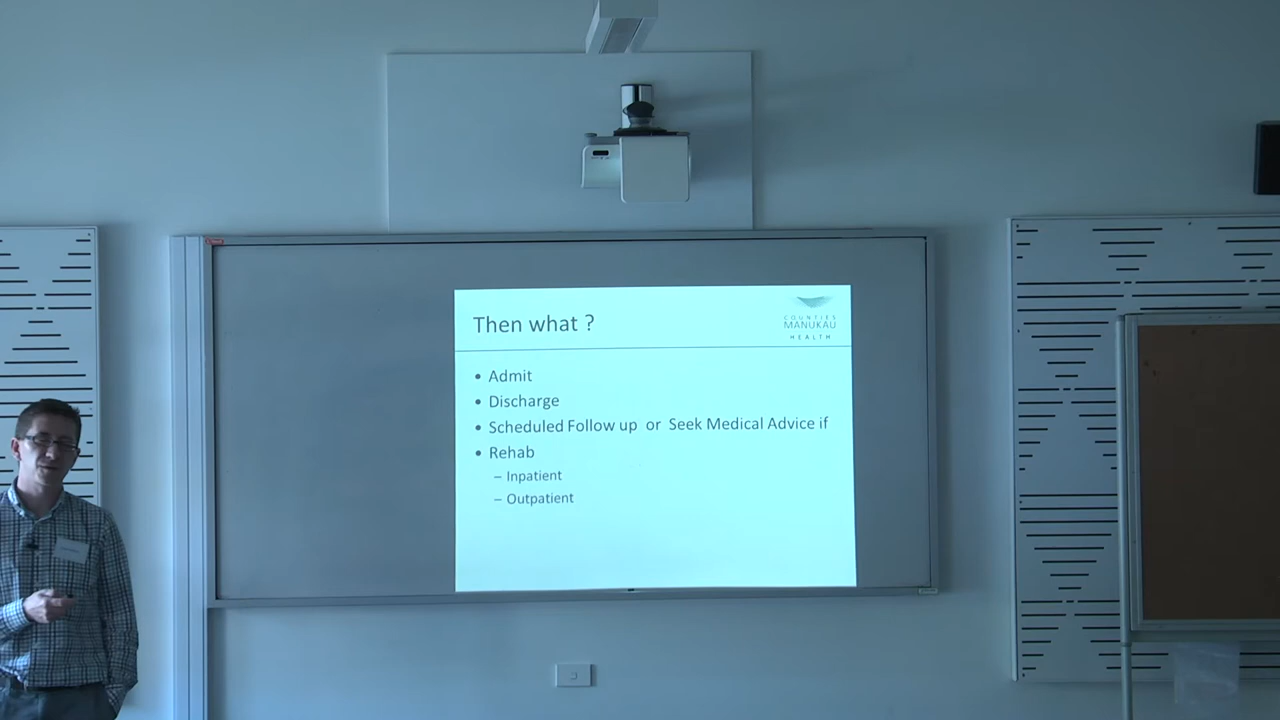 Then what ?
COUNTIES
MANUKAU
HEALTH
• Admit
• Discharge
• Scheduled Follow up or Seek Medical Advice if
• Rehab
– Inpatient
– Outpatient